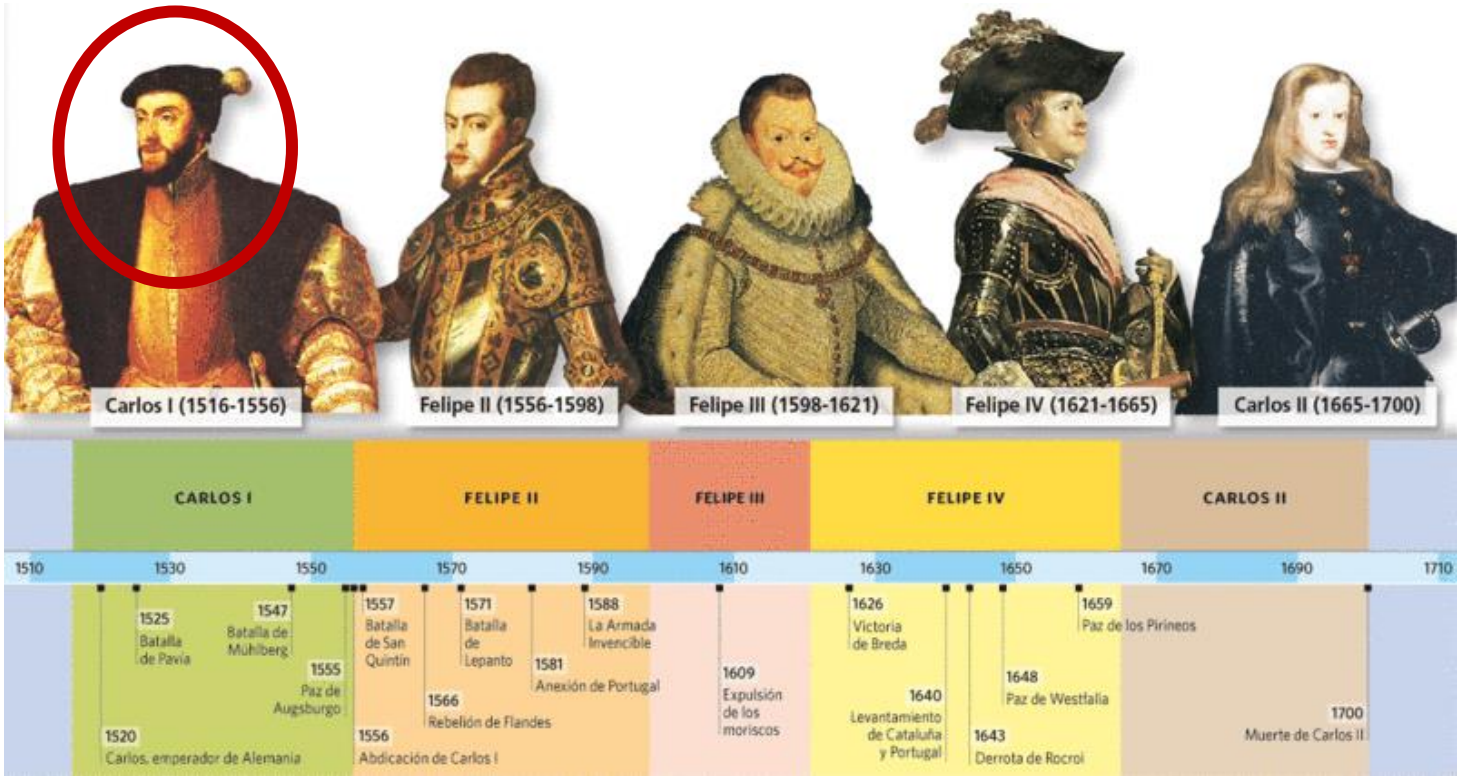 Carlos I (1516-1556)
Felipe II (1556-1598)
Felipe III (1598-1621)
Felipe IV (1621-1665)
Carlos II (1665-1700)
CARLOS I
FELIPE II
FELIPE III
FELIPE IV
CARLOS II
1510
1530
1550
1570
1590
1610
1630
1650
1670
1690
1710
1520
Carlos, emperador de Alemania
1525
Batalla
de Pavía
1547
Batalla de
Mühlberg
1555
Paz de
Augsburgo
1556
Abdicación de Carlos I
1557
Batalla
de San
Quintín
1566
Rebelión de Flandes
1571
Batalla
de
Lepanto
1581
Anexión de Portugal
1588
La Armada
Invencible
1609
Expulsión
de los
moriscos
1626
Victoria
de Breda
1640
Levantamiento
de Cataluña
y Portugal
1643
Derrota de Rocroi
1648
Paz de Westfalia
1659
Paz de los Pirineos
1700
Muerte de Carlos II